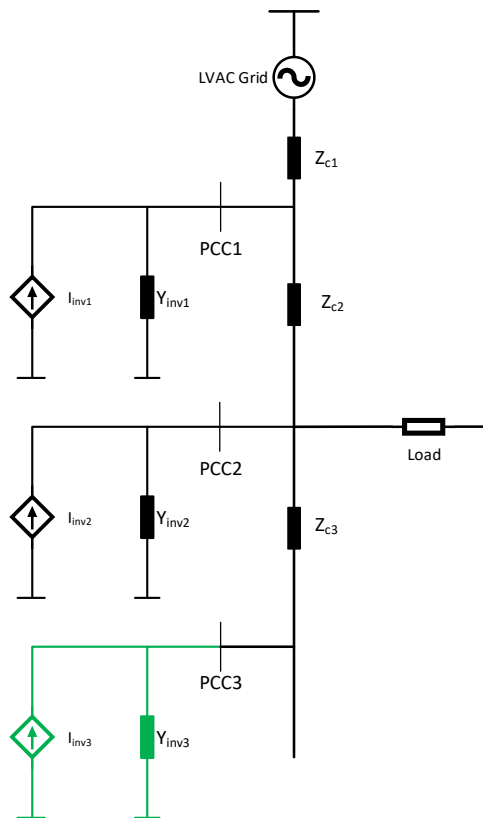 LVAC Grid
Zc1
PCC1
Iinv1
Yinv1
Zc2
PCC2
Load
Iinv2
Yinv2
Zc3
PCC3
Iinv3
Yinv3